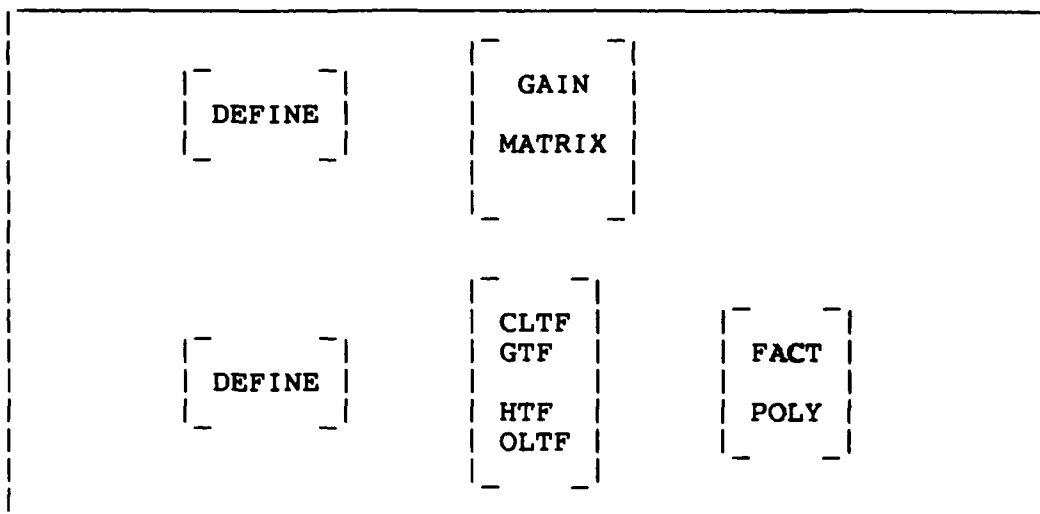 GAIN
DEFINE
MATRIX
CLTF
GTF FACT
DEFINE
HTF POLY
OLTF